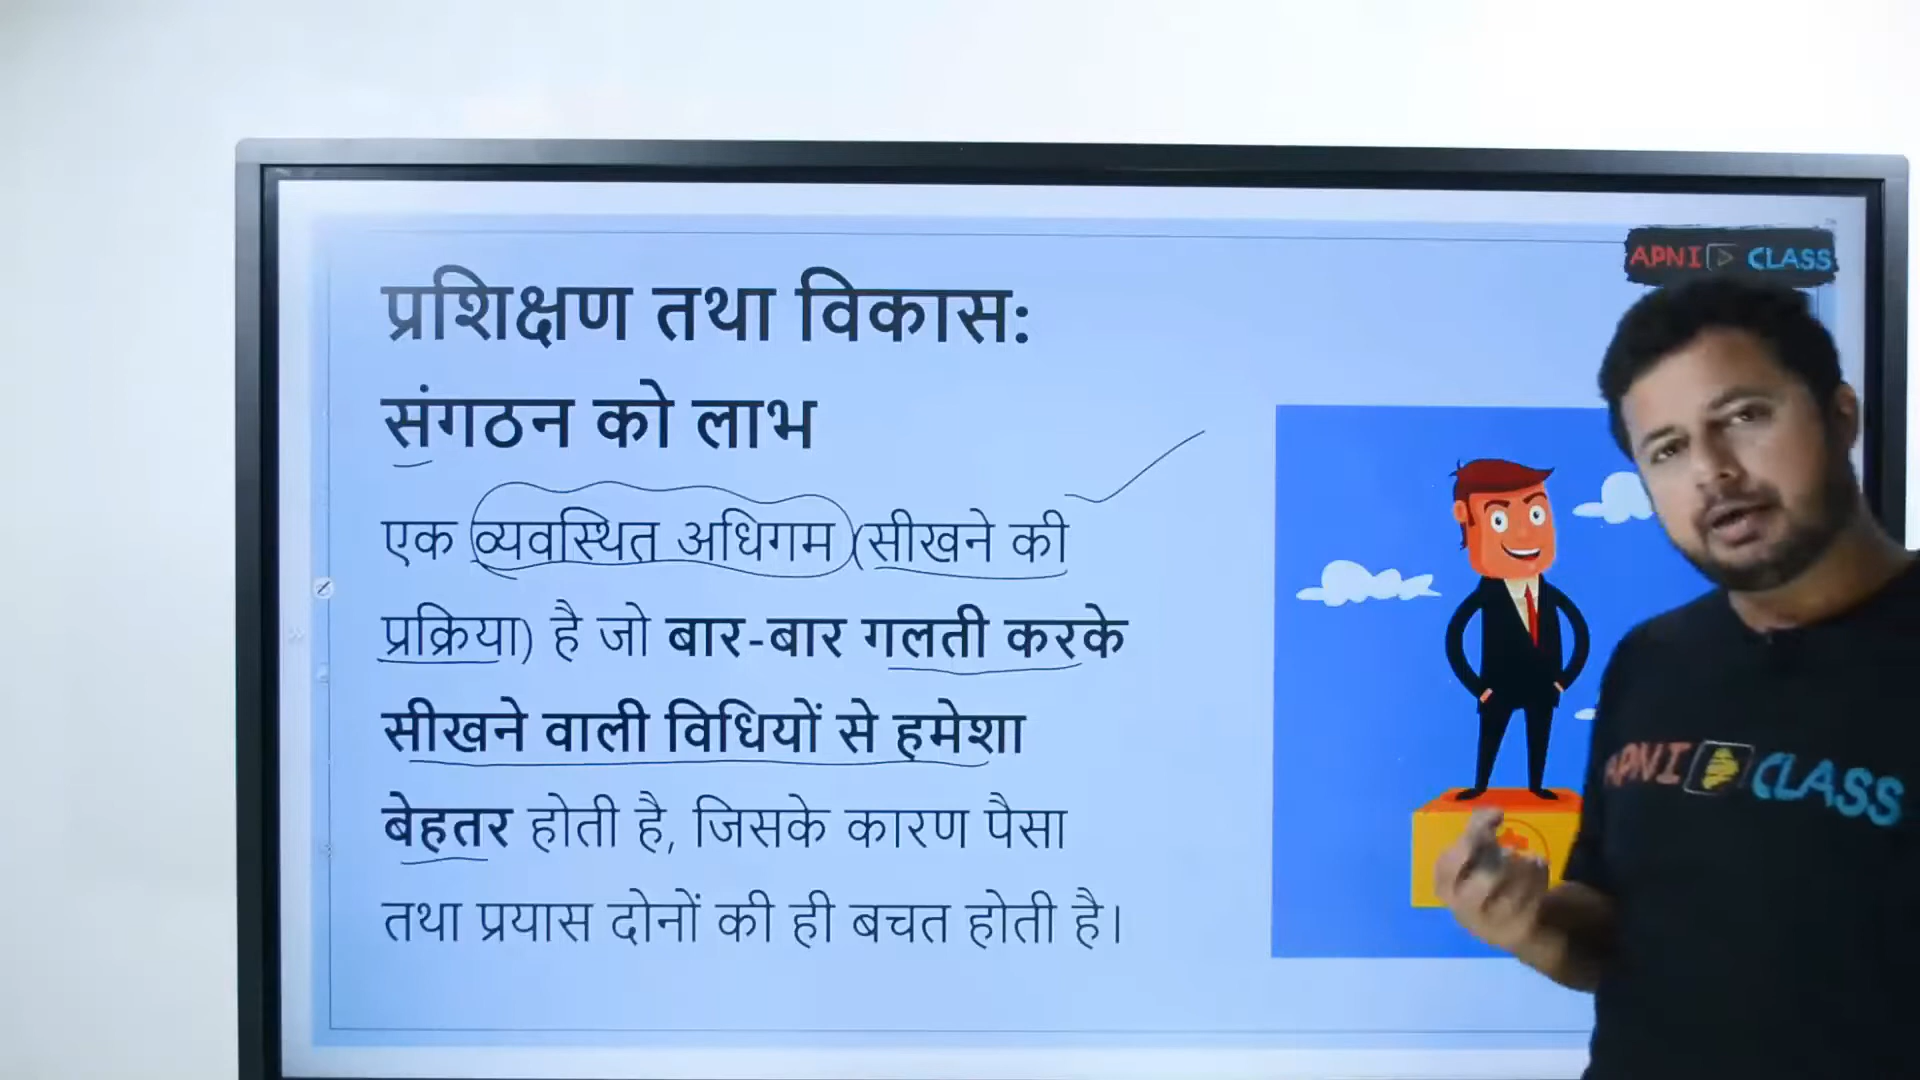 APNI CLASS
प्रशिक्षण तथा विकास:
संगठन को लाभ
एक व्यवस्थित अधिगम (सीखने की
प्रक्रिया) है जो बार-बार गलती करके
सीखने वाली विधियों से हमेशा
बेहतर होती है, जिसके कारण पैसा
तथा प्रयास दोनों की ही बचत होती है।
APNI CLASS